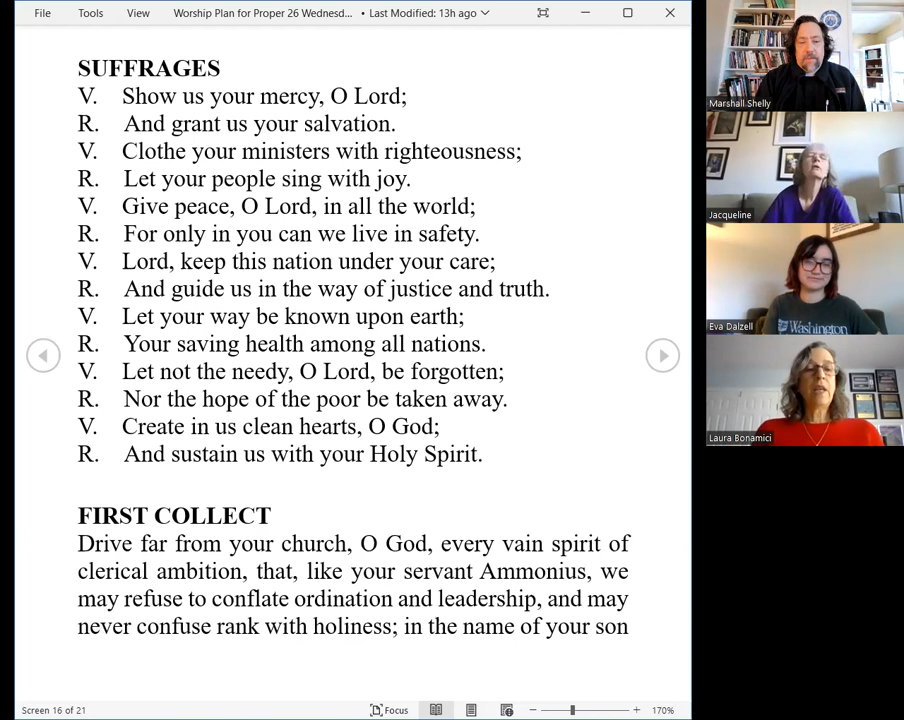 File Tools View Worship Plan for Proper 26 Wednesd... • Last Modified: 13h ago
SUFFRAGES
V. Show us your mercy, O Lord;
R. And grant us your salvation.
V. Clothe your ministers with righteousness;
R. Let your people sing with joy.
V. Give peace, O Lord, in all the world;
R. For only in you can we live in safety.
V. Lord, keep this nation under your care;
R. And guide us in the way of justice and truth.
V. Let your way be known upon earth;
R. Your saving health among all nations.
V. Let not the needy, O Lord, be forgotten;
R. Nor the hope of the poor be taken away.
V. Create in us clean hearts, O God;
R. And sustain us with your Holy Spirit.
FIRST COLLECT
Drive far from your church, O God, every vain spirit of
clerical ambition, that, like your servant Ammonius, we
may refuse to conflate ordination and leadership, and may
never confuse rank with holiness; in the name of your son
Screen 16 of 21 Focus 170%
Marshall Shelly
Jacqueline
Washington
Eva Dalzell
Laura Bonamici